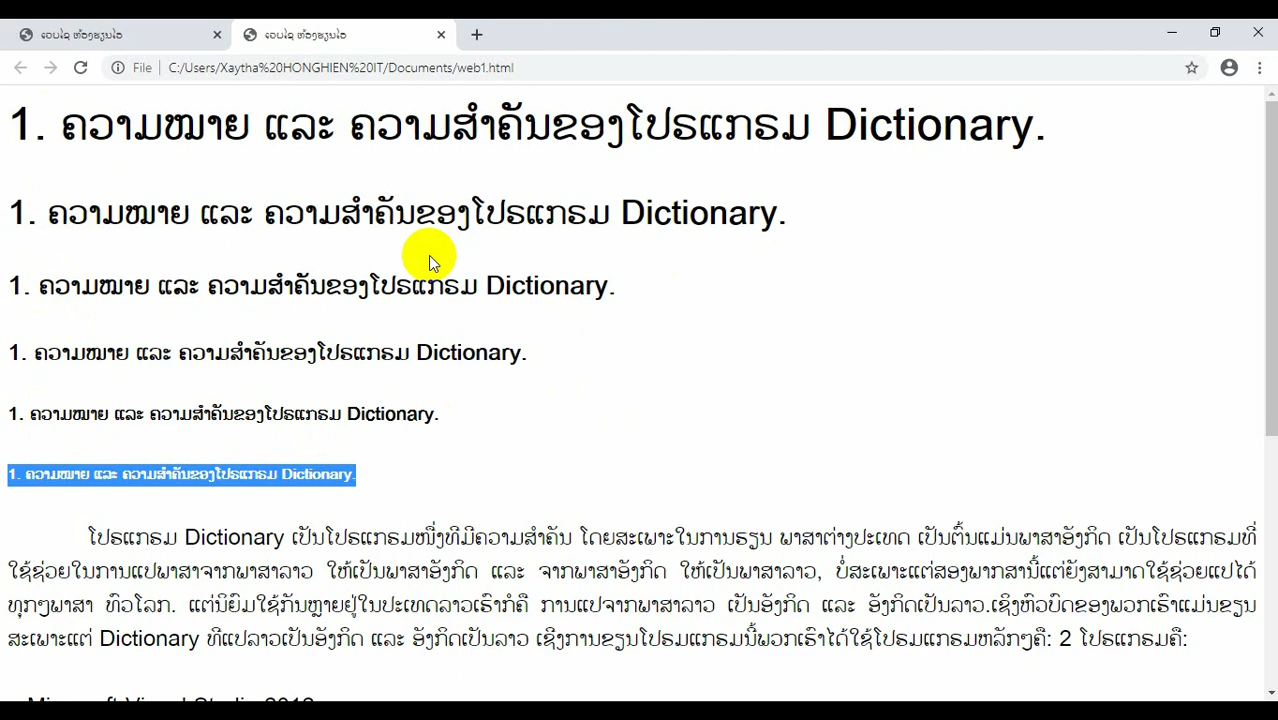 ເວບໄຊ ຫ້ອງຮຽນໄອ
ເວບໄຊ ຫ້ອງຮຽນໄອ
File
C:/Users/Xaytha%20HONGHIEN%20IT/Documents/web1.html
1. ຄວາມໝາຍ ແລະ ຄວາມສຳຄັນຂອງໂປຣແກຣມ Dictionary.
1. ຄວາມໝາຍ ແລະ ຄວາມສຳຄັນຂອງໂປຣແກຣມ Dictionary.
1. ຄວາມໝາຍ ແລະ ຄວາມສຳຄັນຂອງໂປຣແກຣມ Dictionary.
1. ຄວາມໝາຍ ແລະ ຄວາມສຳຄັນຂອງໂປຣແກຣມ Dictionary.
1. ຄວາມໝາຍ ແລະ ຄວາມສຳຄັນຂອງໂປຣແກຣມ Dictionary.
1. ຄວາມໝາຍ ແລະ ຄວາມສຳຄັນຂອງໂປຣແກຣມ Dictionary.
ໂປຣແກຣມ Dictionary ເປັນໂປຣແກຣມໜຶ່ງທີ່ມີຄວາມສຳຄັນ ໂດຍສະເພາະໃນການຮຽນ ພາສາຕ່າງປະເທດ ເປັນຕົ້ນແມ່ນພາສາອັງກິດ ເປັນໂປຣແກຣມທີ່
ໃຊ້ຊ່ວຍໃນການແປພາສາຈາກພາສາລາວ ໃຫ້ເປັນພາສາອັງກິດ ແລະ ຈາກພາສາອັງກິດ ໃຫ້ເປັນພາສາລາວ, ບໍ່ສະເພາະແຕ່ສອງພາກສານີ້ແຕ່ຍັງສາມາດໃຊ້ຊ່ວຍແປໄດ້
ທຸກໆພາສາ ທົ່ວໂລກ. ແຕ່ນິຍົມໃຊ້ກັນຫຼາຍຢູ່ໃນປະເທດລາວເຮົາກໍ່ຄື ການແປຈາກພາສາລາວ ເປັນອັງກິດ ແລະ ອັງກິດເປັນລາວ.ເຊິ່ງຫົວບົດຂອງພວກເຮົາແມ່ນຂຽນ
ສະເພາະແຕ່ Dictionary ທີ່ແປລາວເປັນອັງກິດ ແລະ ອັງກິດເປັນລາວ ເຊິ່ງການຂຽນໂປຣມແກຣມນີ້ພວກເຮົາໄດ້ໃຊ້ໂປຣມແກຣມຫລັກໆຄື: 2 ໂປຣແກຣມຄື:
- Microsoft Visual Studio 2012